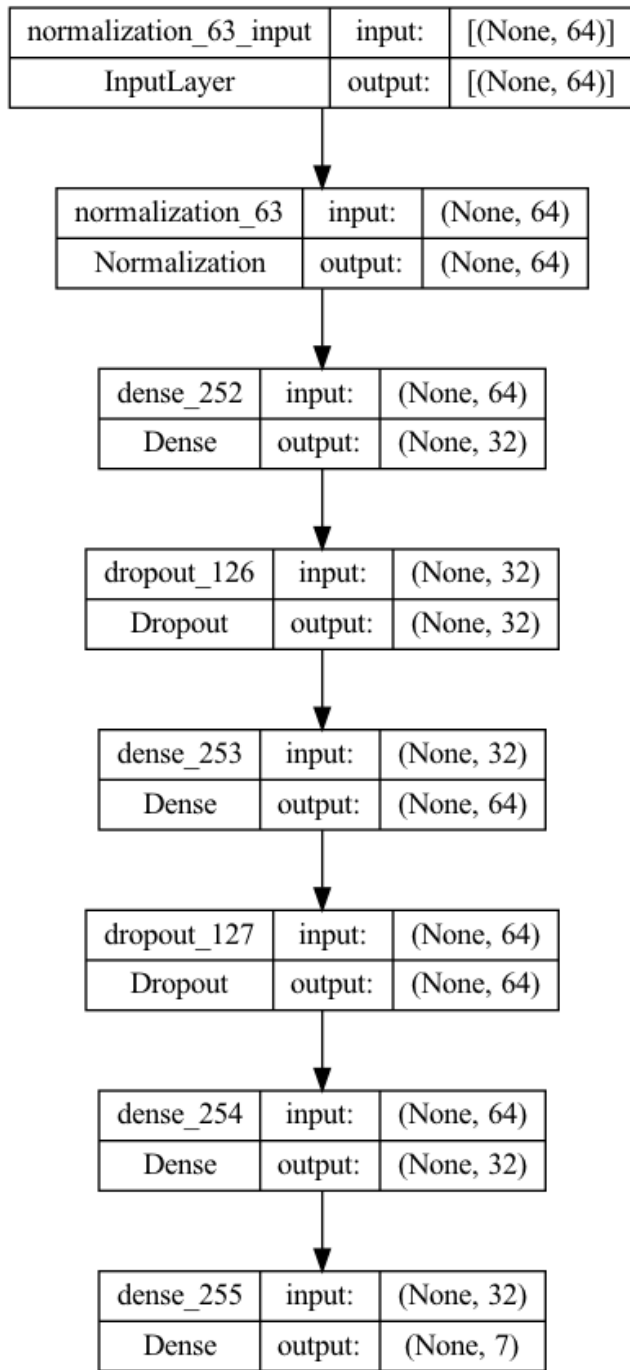 normalization_63_input input: [(None, 64)]
InputLayer output: [(None, 64)]
normalization_63 input: (None, 64)
Normalization output: (None, 64)
dense_252 input: (None, 64)
Dense output: (None, 32)
dropout_126 input: (None, 32)
Dropout output: (None, 32)
dense_253 input: (None, 32)
Dense output: (None, 64)
dropout_127 input: (None, 64)
Dropout output: (None, 64)
dense_254 input: (None, 64)
Dense output: (None, 32)
dense_255 input: (None, 32)
Dense output: (None, 7)